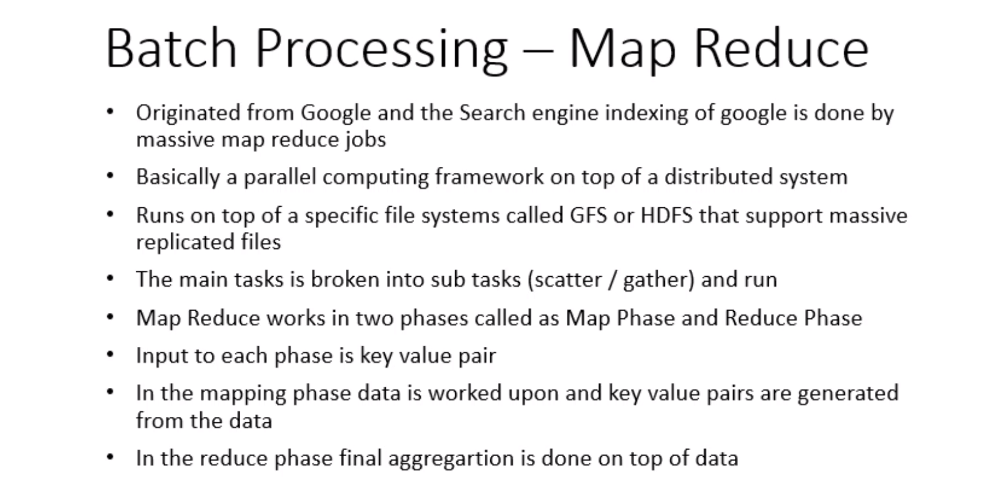 Batch Processing – Map Reduce
• Originated from Google and the Search engine indexing of google is done by
massive map reduce jobs
• Basically a parallel computing framework on top of a distributed system
• Runs on top of a specific file systems called GFS or HDFS that support massive
replicated files
• The main tasks is broken into sub tasks (scatter / gather) and run
• Map Reduce works in two phases called as Map Phase and Reduce Phase
• Input to each phase is key value pair
• In the mapping phase data is worked upon and key value pairs are generated
from the data
• In the reduce phase final aggregartion is done on top of data